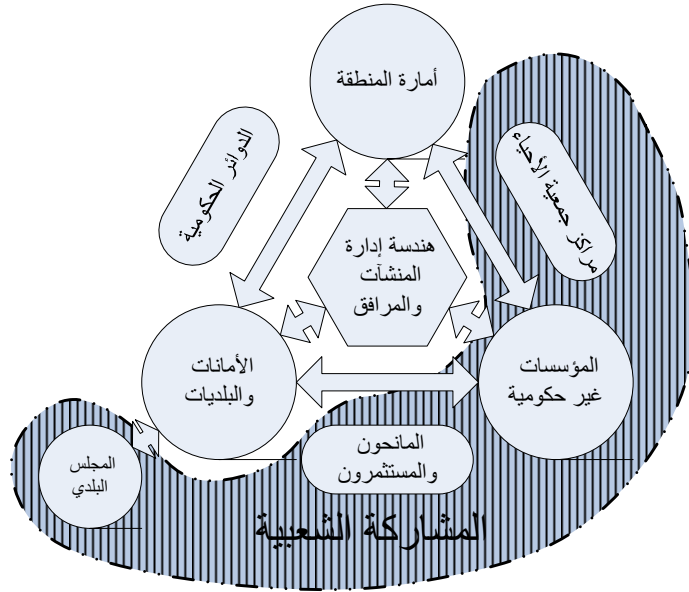 أمارة المنطقة
الدوائر الحكومية
مراكز جمعية الأحياء
هندسة إدارة
المنشآت
والمرافق
الأمانات
والبلديات
المؤسسات
غير حكومية
المانحون
والمستثمرون
المجلس
البلدي
المشاركة الشعبية